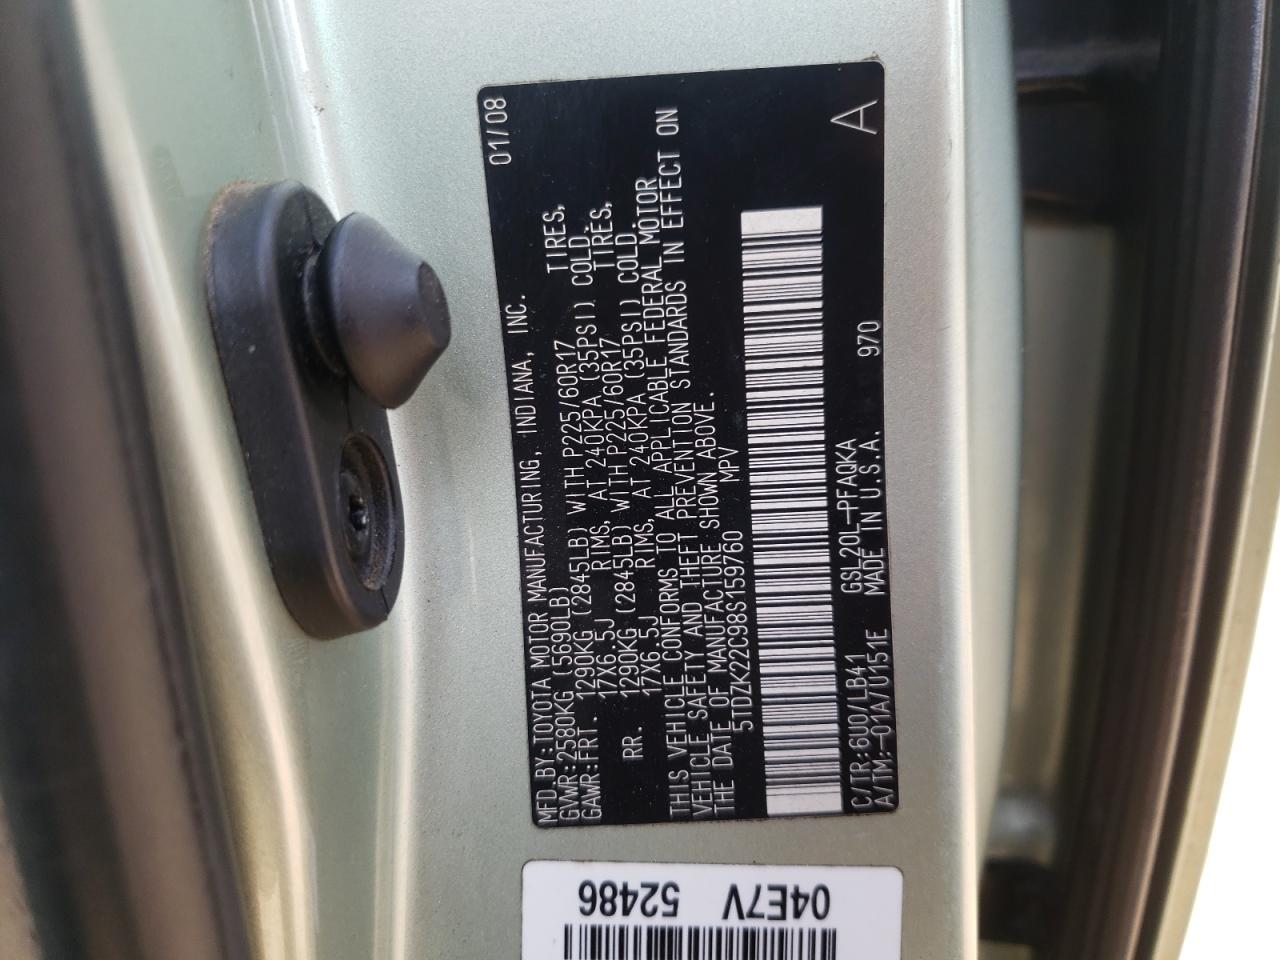 MFD.BY:TOYOTA MOTOR MANUFACTURING, INDIANA, INC. 01/08
GVWR:2580KG (5690LB)
GAWR:FRT. 1290KG (2845LB) WITH P225/60R17 TIRES,
17X6.5J RIMS, AT 240KPA (35PSI) COLD.
RR. 1290KG (2845LB) WITH P225/60R17 TIRES,
17X6.5J RIMS, AT 240KPA (35PSI) COLD.
THIS VEHICLE CONFORMS TO ALL APPLICABLE FEDERAL MOTOR
VEHICLE SAFETY AND THEFT PREVENTION STANDARDS IN EFFECT ON
THE DATE OF MANUFACTURE SHOWN ABOVE.
5TDZK22C98S159760 MPV
C/TR:6U0/LB41 GSL20L-PFAQKA 970 A
A/TM:-01A/U151E MADE IN U.S.A.
04E7V 52486